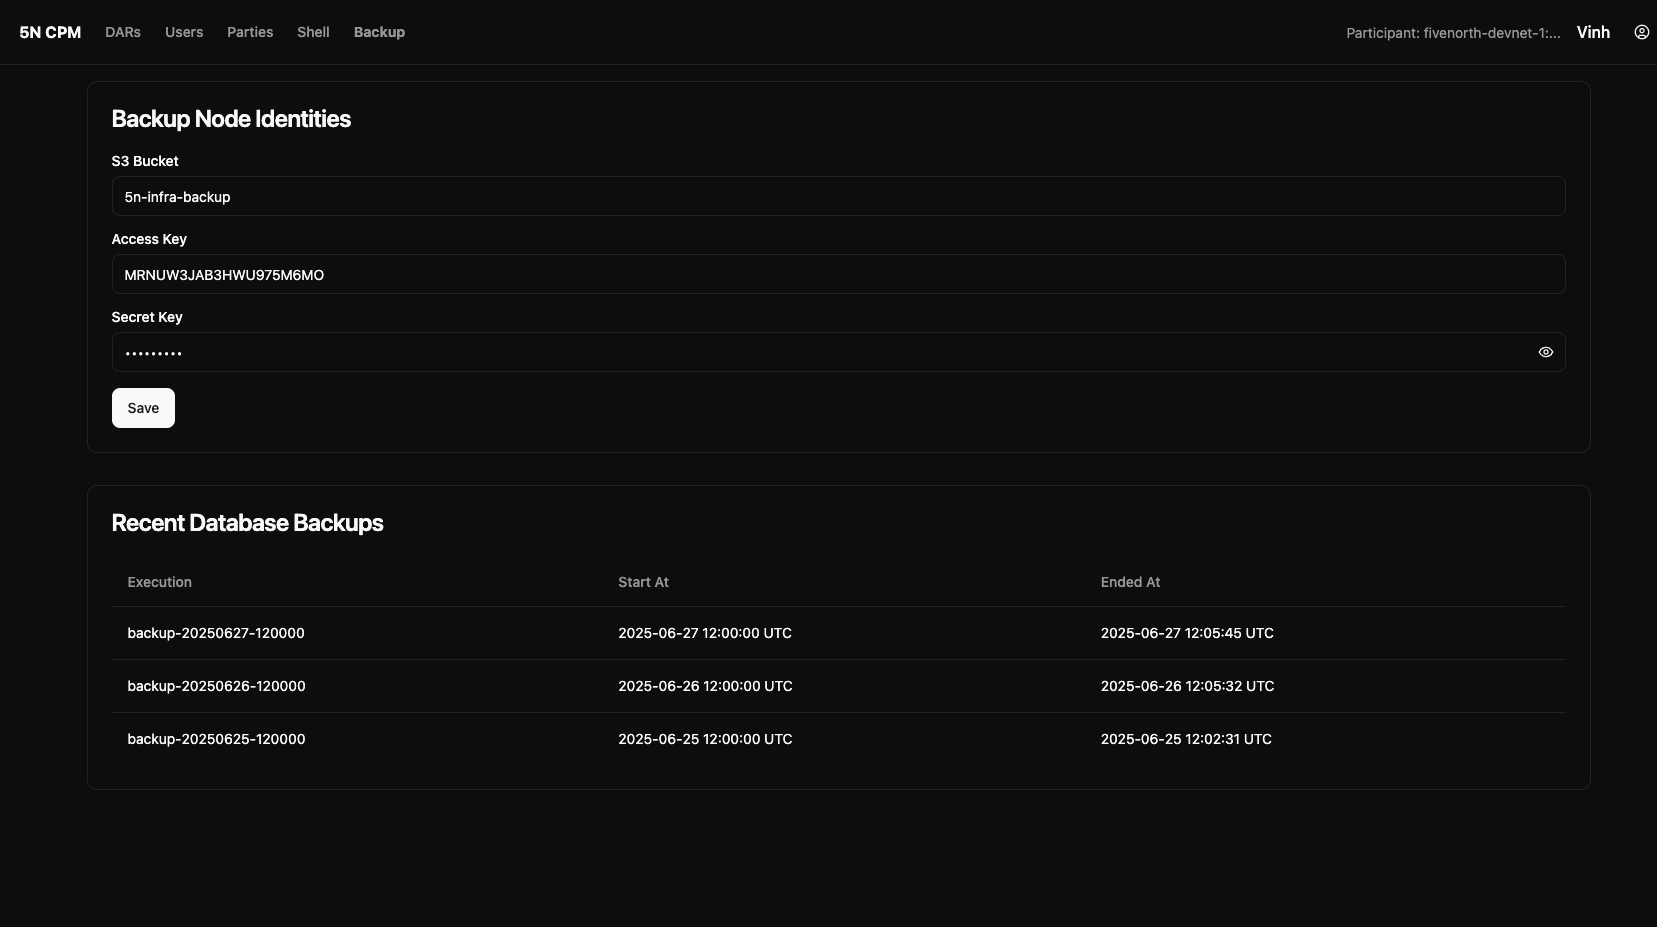 5N CPM DARs Users Parties Shell Backup Participant: fivenorth-devnet-1:... Vinh
Backup Node Identities
S3 Bucket
5n-infra-backup
Access Key
MRNUW3JAB3HWU975M6MO
Secret Key
•••••••••
Save
Recent Database Backups
Execution Start At Ended At
backup-20250627-120000 2025-06-27 12:00:00 UTC 2025-06-27 12:05:45 UTC
backup-20250626-120000 2025-06-26 12:00:00 UTC 2025-06-26 12:05:32 UTC
backup-20250625-120000 2025-06-25 12:00:00 UTC 2025-06-25 12:02:31 UTC